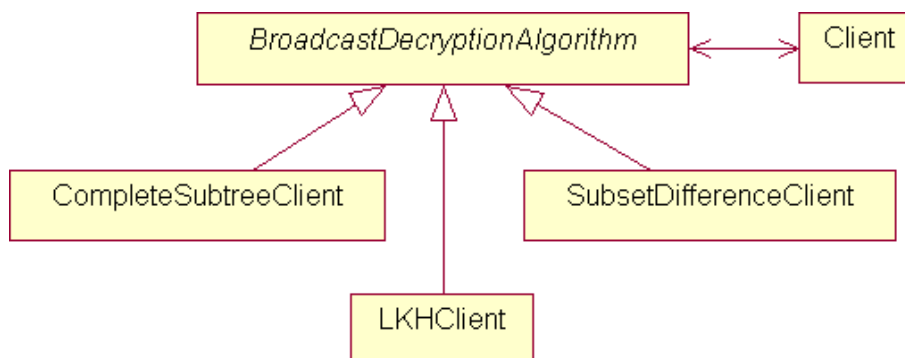 BroadcastDecryptionAlgorithm
Client
CompleteSubtreeClient
SubsetDifferenceClient
LKHClient